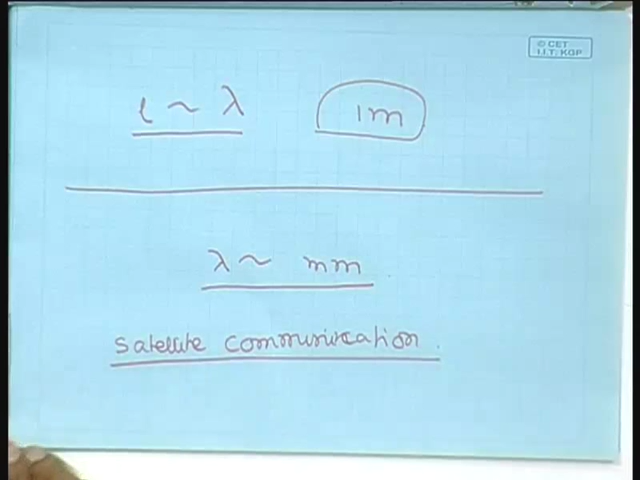 © CET
I.I.T. KGP
l ~ λ
1m
λ ~ mm
Satellite communication.